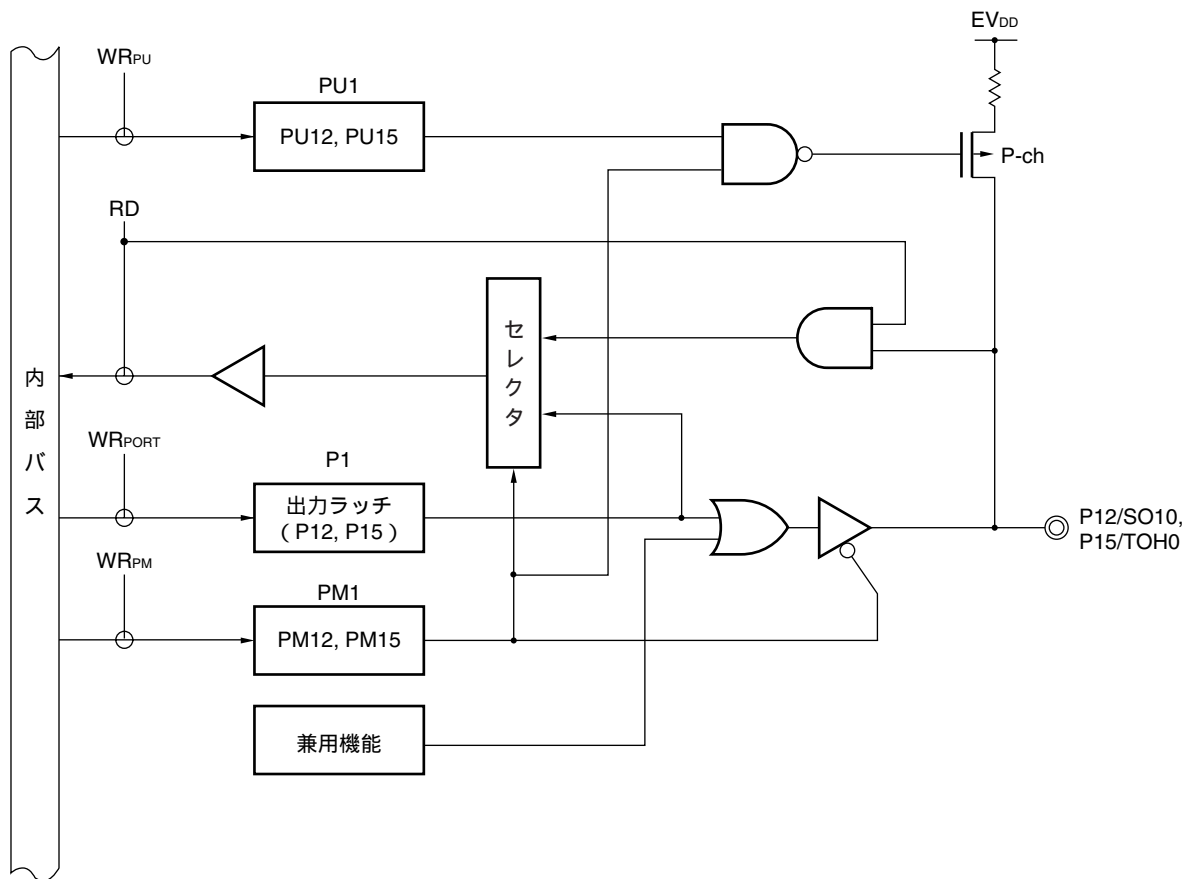 EVDD
WRPU
PU1
PU12, PU15
P-ch
RD
セレクタ
内部バス
WRPORT
P1
出力ラッチ
（P12, P15）
P12/SO10,
P15/TOH0
WRPM
PM1
PM12, PM15
兼用機能